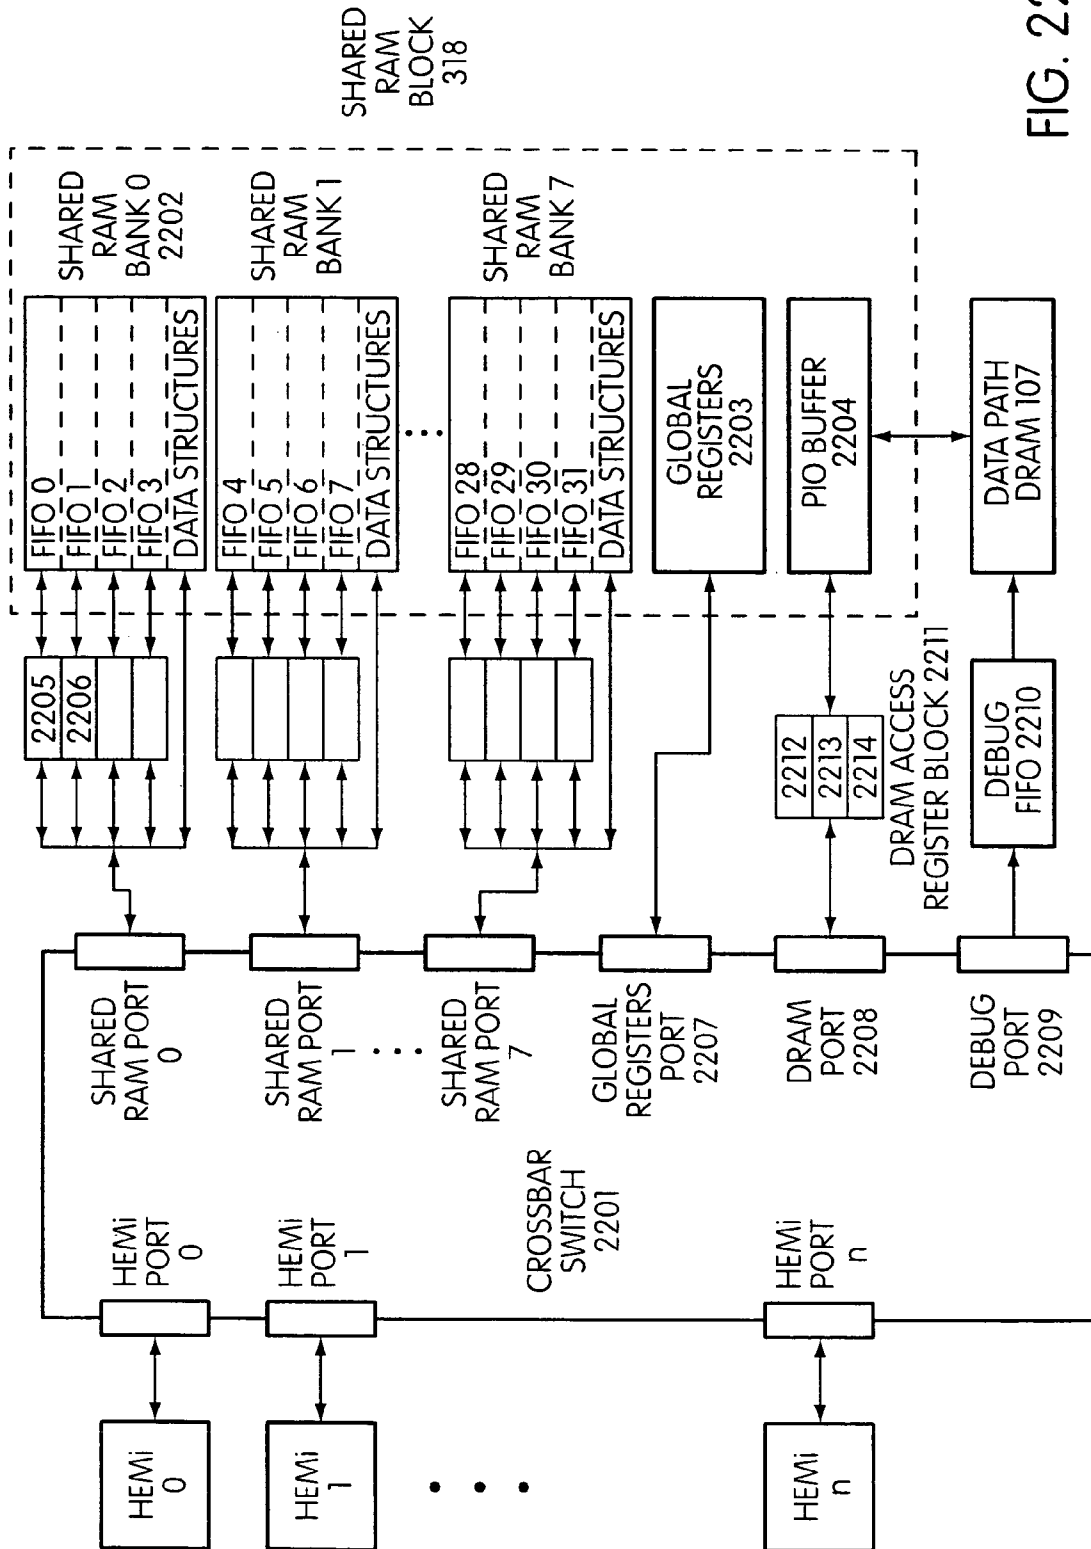 HEMi
0
HEMi
1
HEMi
n
HEMi
PORT
0
HEMi
PORT
1
HEMi
PORT
n
CROSSBAR
SWITCH
2201
SHARED
RAM PORT
0
SHARED
RAM PORT
1
SHARED
RAM PORT
7
GLOBAL
REGISTERS
PORT
2207
DRAM
PORT
2208
DEBUG
PORT
2209
2205
2206
2212
2213
2214
DRAM ACCESS
REGISTER BLOCK 2211
DEBUG
FIFO 2210
FIFO 0
FIFO 1
FIFO 2
FIFO 3
DATA STRUCTURES
SHARED
RAM
BANK 0
2202
FIFO 4
FIFO 5
FIFO 6
FIFO 7
DATA STRUCTURES
SHARED
RAM
BANK 1
FIFO 28
FIFO 29
FIFO 30
FIFO 31
DATA STRUCTURES
SHARED
RAM
BANK 7
GLOBAL
REGISTERS
2203
PIO BUFFER
2204
DATA PATH
DRAM 107
SHARED
RAM
BLOCK
318
FIG. 22